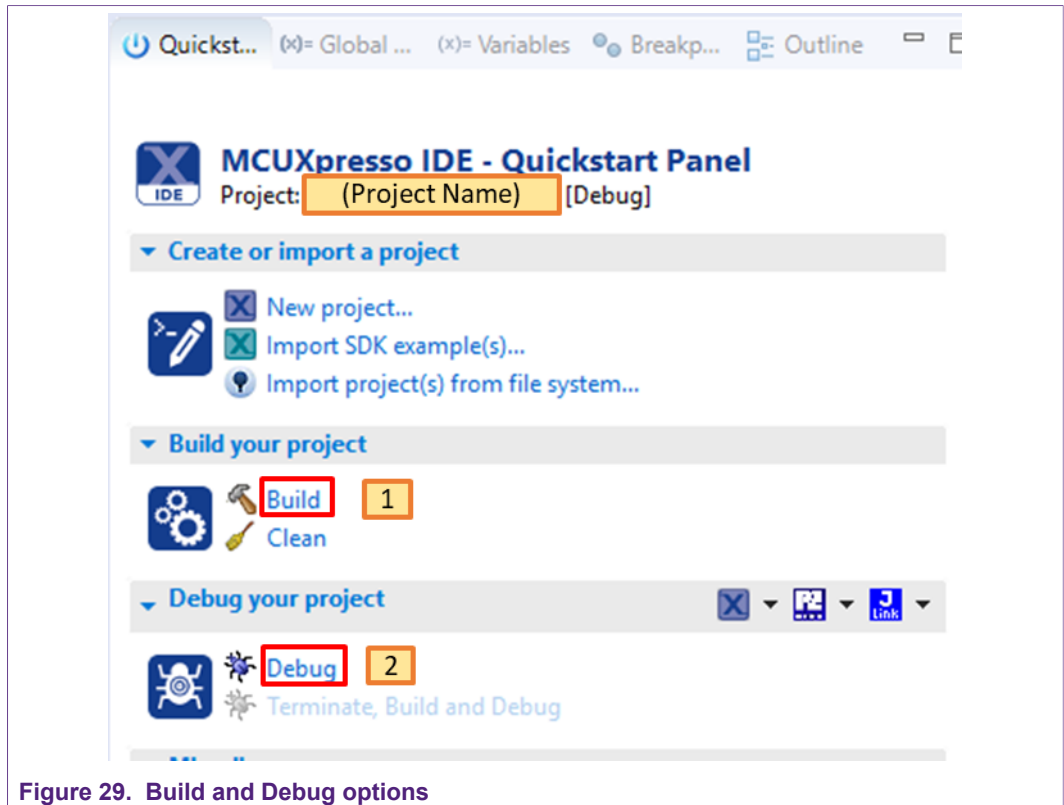 Quickst... (x)= Global ... (x)= Variables Breakp... Outline
MCUXpresso IDE - Quickstart Panel
IDE
Project: (Project Name) [Debug]
Create or import a project
New project...
Import SDK example(s)...
Import project(s) from file system...
Build your project
Build 1
Clean
Debug your project
J Link
Debug 2
Terminate, Build and Debug
Figure 29. Build and Debug options